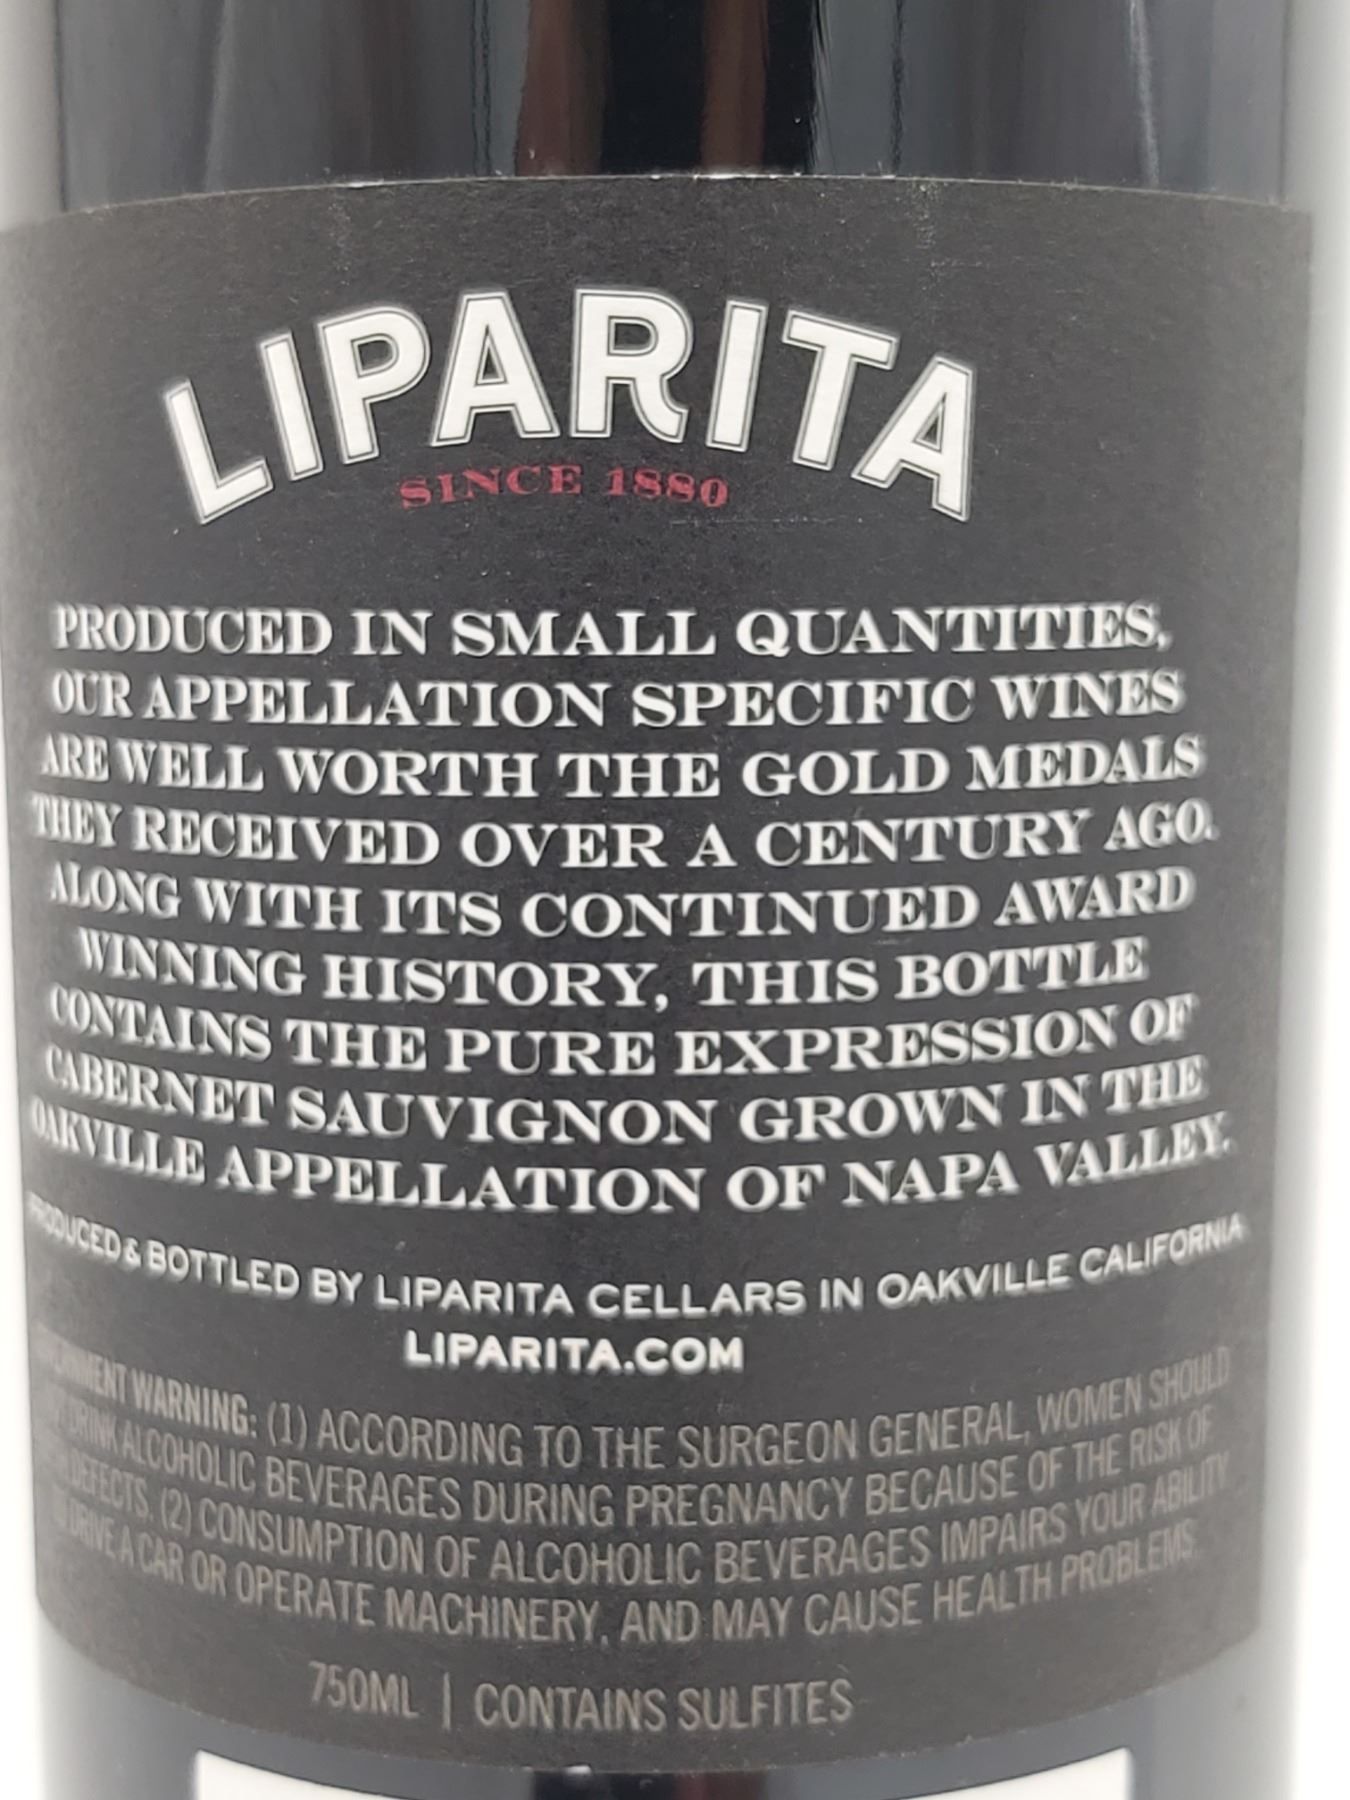 LIPARITA
SINCE 1880
PRODUCED IN SMALL QUANTITIES,
OUR APPELLATION SPECIFIC WINES
ARE WELL WORTH THE GOLD MEDALS
THEY RECEIVED OVER A CENTURY AGO.
ALONG WITH ITS CONTINUED AWARD
WINNING HISTORY, THIS BOTTLE
CONTAINS THE PURE EXPRESSION OF
CABERNET SAUVIGNON GROWN IN THE
OAKVILLE APPELLATION OF NAPA VALLEY.
PRODUCED & BOTTLED BY LIPARITA CELLARS IN OAKVILLE CALIFORNIA
LIPARITA.COM
WARNING: (1) ACCORDING TO THE SURGEON GENERAL, WOMEN SHOULD
DRINK ALCOHOLIC BEVERAGES DURING PREGNANCY BECAUSE OF THE RISK OF
DEFECTS. (2) CONSUMPTION OF ALCOHOLIC BEVERAGES IMPAIRS YOUR ABILITY
DRIVE A CAR OR OPERATE MACHINERY, AND MAY CAUSE HEALTH PROBLEMS.
750ML | CONTAINS SULFITES